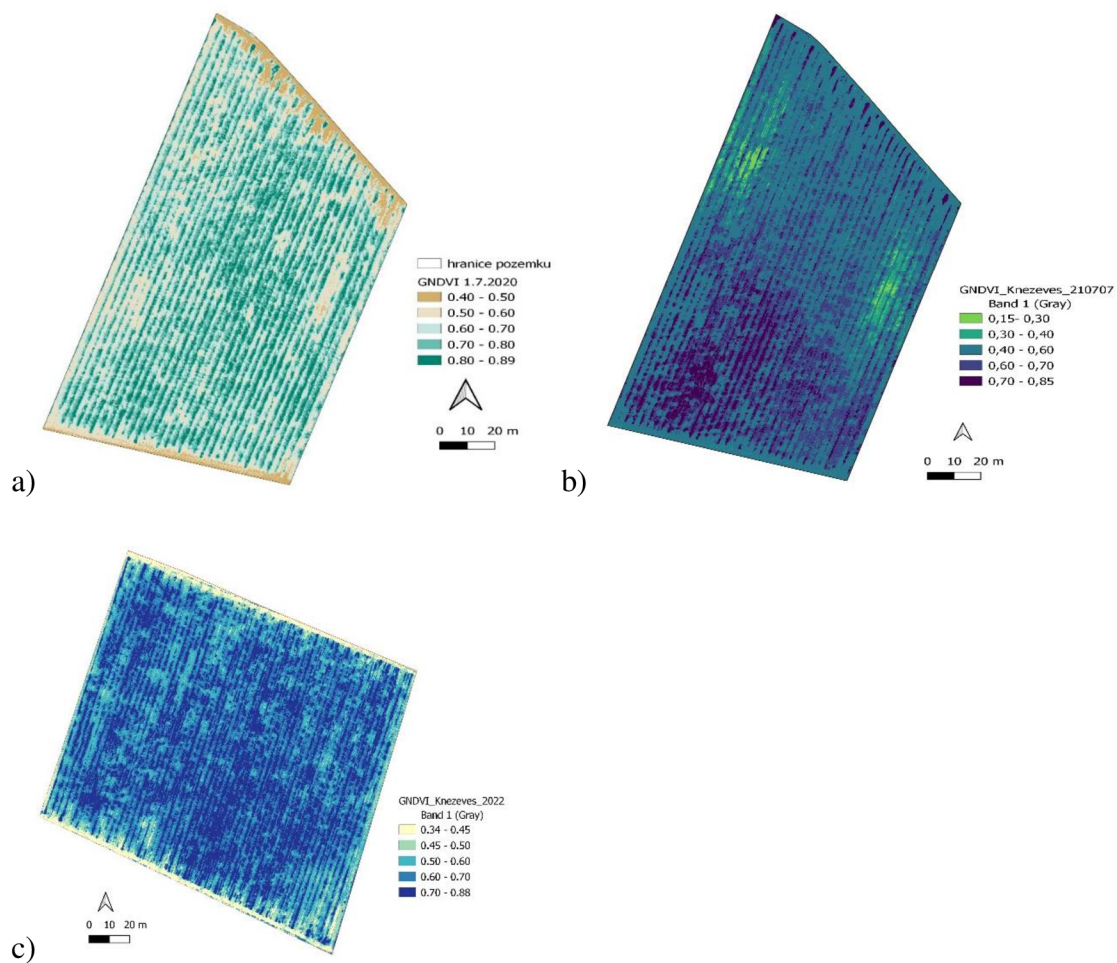 hranice pozemku
GNDVI 1.7.2020
0.40 - 0.50
0.50 - 0.60
0.60 - 0.70
0.70 - 0.80
0.80 - 0.89
0 10 20 m
a)
GNDVI_Knezeves_210707
Band 1 (Gray)
0,15- 0,30
0,30 - 0,40
0,40 - 0,60
0,60 - 0,70
0,70 - 0,85
0 10 20 m
b)
GNDVI_Knezeves_2022
Band 1 (Gray)
0.34 - 0.45
0.45 - 0.50
0.50 - 0.60
0.60 - 0.70
0.70 - 0.88
0 10 20 m
c)